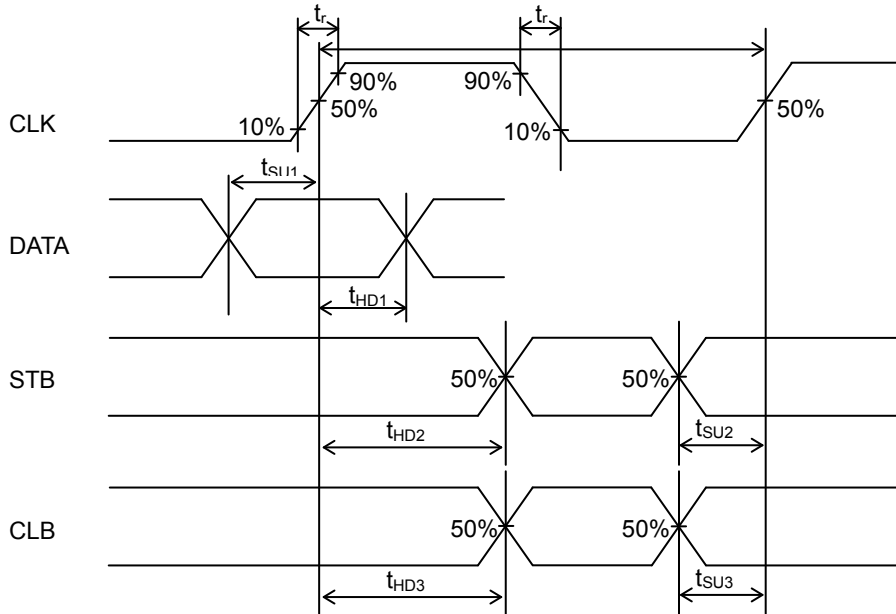 tr tr
90% 90%
CLK 50% 50%
10% 10%
tSU1
DATA
tHD1
STB 50% 50%
tHD2 tSU2
CLB 50% 50%
tHD3 tSU3